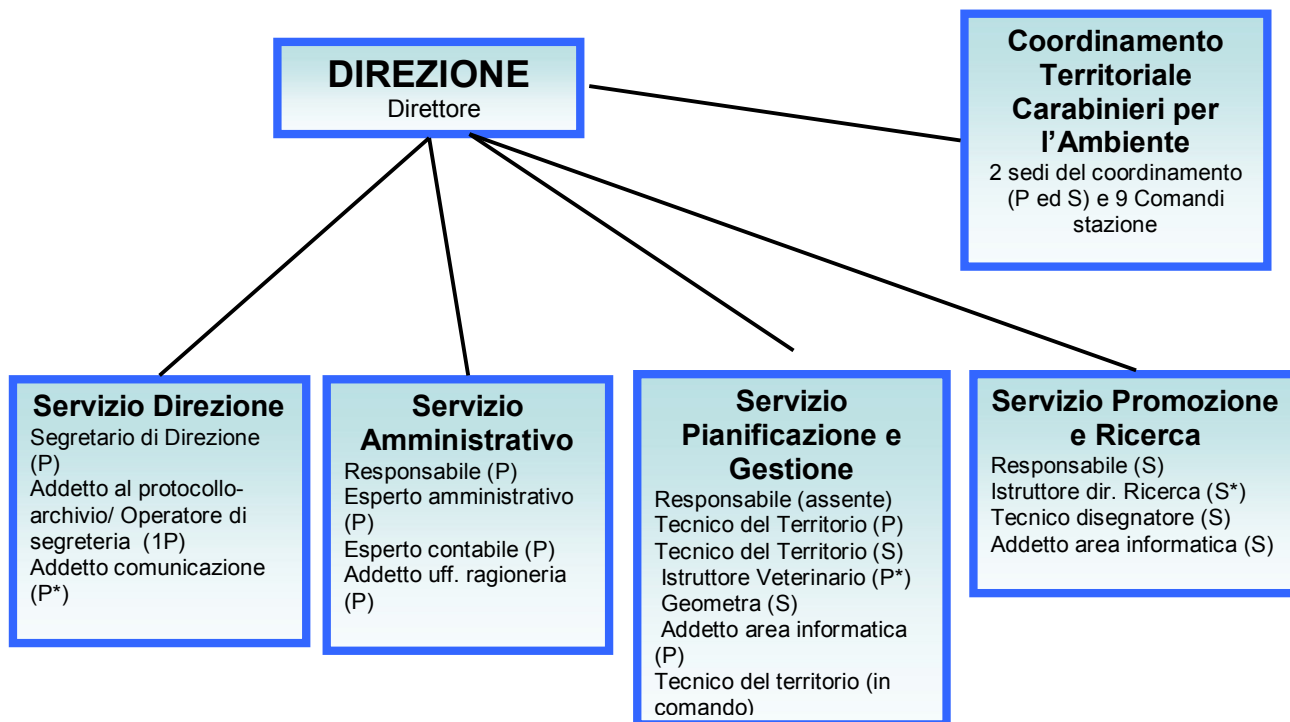 DIREZIONE
Direttore
Coordinamento
Territoriale
Carabinieri per
l’Ambiente
2 sedi del coordinamento
(P ed S) e 9 Comandi
stazione
Servizio Direzione
Segretario di Direzione
(P)
Addetto al protocollo-
archivio/ Operatore di
segreteria (1P)
Addetto comunicazione
(P*)
Servizio
Amministrativo
Responsabile (P)
Esperto amministrativo
(P)
Esperto contabile (P)
Addetto uff. ragioneria
(P)
Servizio
Pianificazione e
Gestione
Responsabile (assente)
Tecnico del Territorio (P)
Tecnico del Territorio (S)
Istruttore Veterinario (P*)
Geometra (S)
Addetto area informatica
(P)
Tecnico del territorio (in
comando)
Servizio Promozione
e Ricerca
Responsabile (S)
Istruttore dir. Ricerca (S*)
Tecnico disegnatore (S)
Addetto area informatica (S)